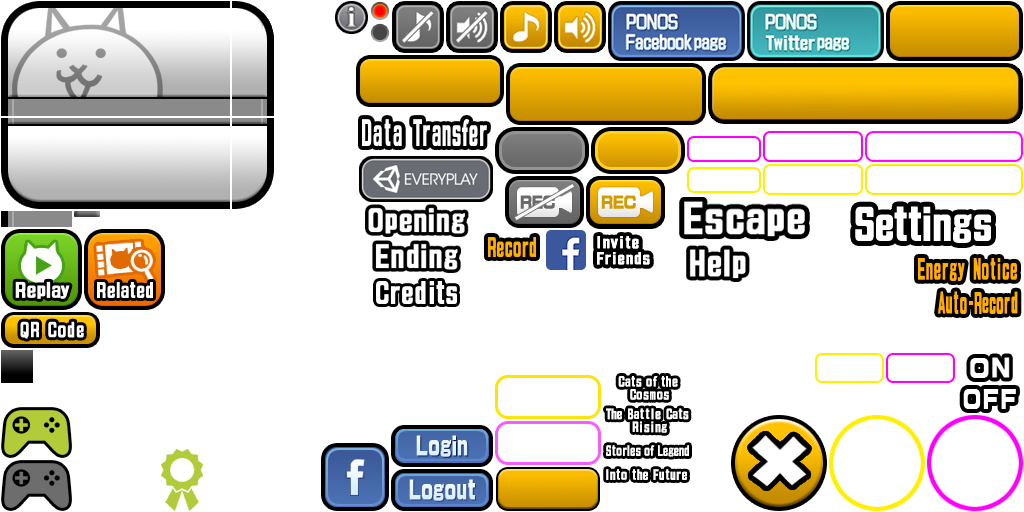 PONOS
Facebook page
PONOS
Twitter page
Data Transfer
EVERYPLAY
REC
REC
Opening
Escape
Settings
Record
Invite
Friends
Ending
Help
Energy Notice
Replay
Related
Credits
Auto-Record
QR Code
ON
OFF
Cats of the
Cosmos
The Battle Cats
Rising
Login
Stories of Legend
Into the Future
Logout